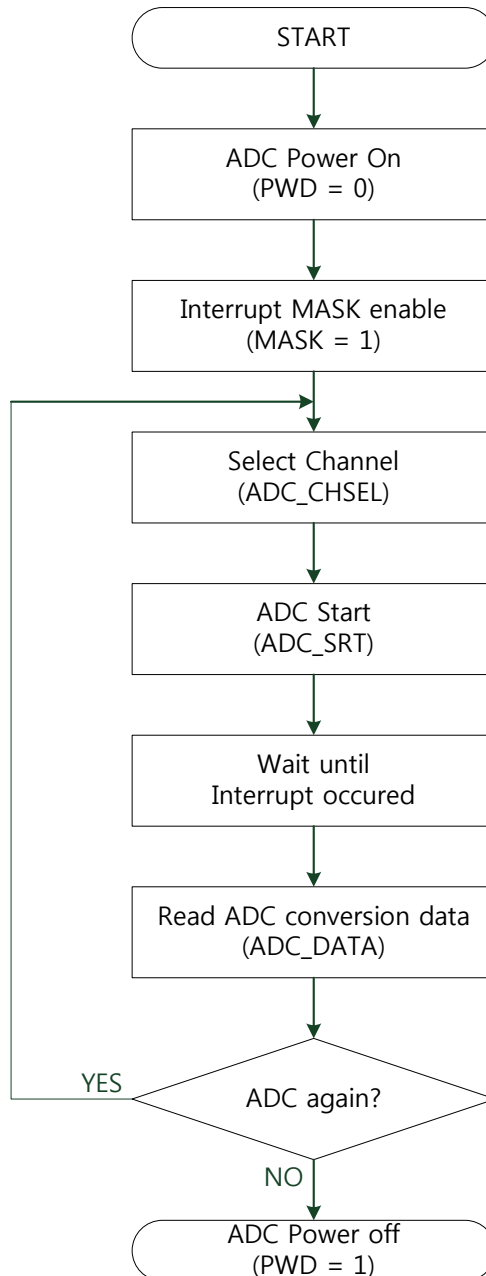 START
ADC Power On
(PWD = 0)
Interrupt MASK enable
(MASK = 1)
Select Channel
(ADC_CHSEL)
ADC Start
(ADC_SRT)
Wait until
Interrupt occured
Read ADC conversion data
(ADC_DATA)
YES
ADC again?
NO
ADC Power off
(PWD = 1)